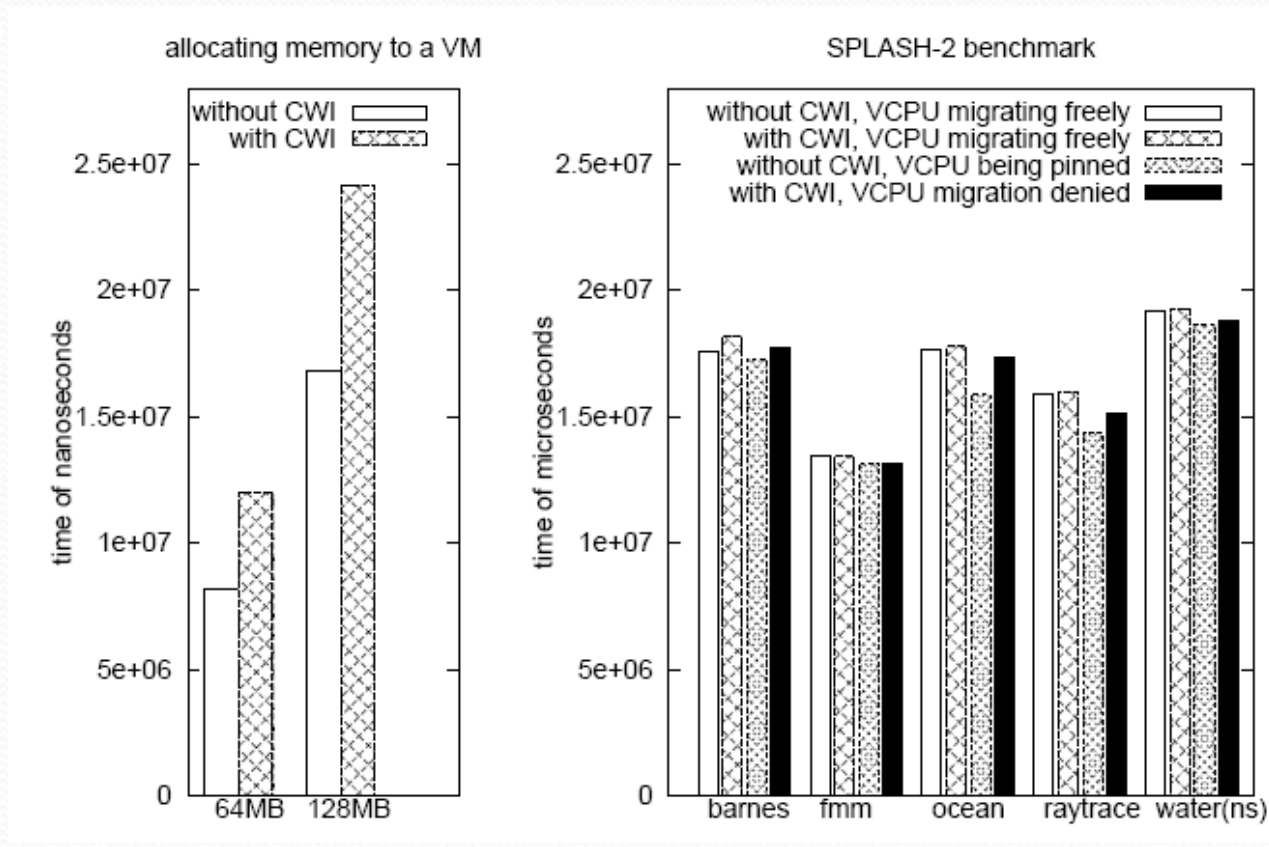 allocating memory to a VM
without CWI
with CWI
time of nanoseconds
2.5e+07
2e+07
1.5e+07
1e+07
5e+06
0
64MB 128MB
SPLASH-2 benchmark
without CWI, VCPU migrating freely
with CWI, VCPU migrating freely
without CWI, VCPU being pinned
with CWI, VCPU migration denied
time of microseconds
2.5e+07
2e+07
1.5e+07
1e+07
5e+06
0
barnes fmm ocean raytrace water(ns)